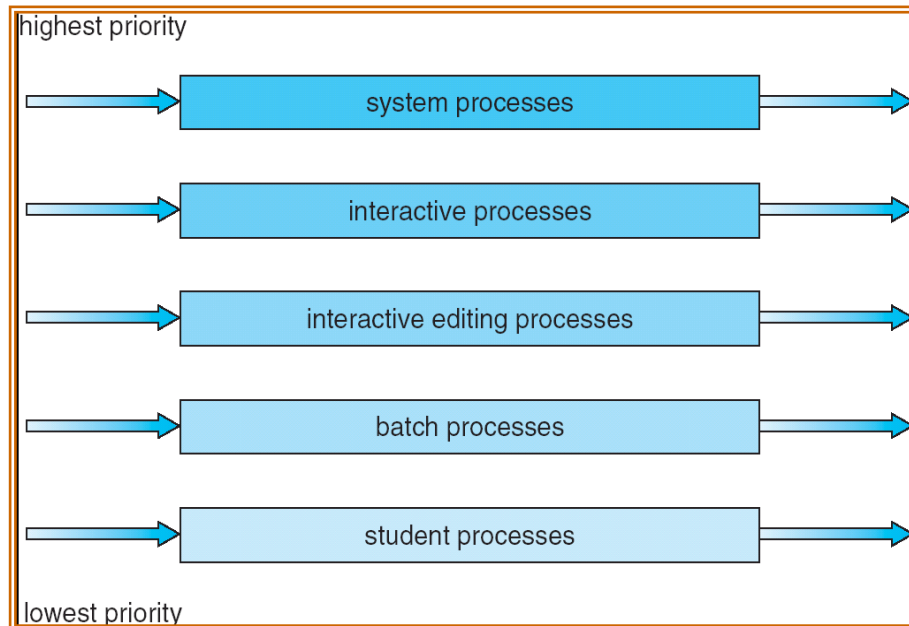 highest priority
system processes
interactive processes
interactive editing processes
batch processes
student processes
lowest priority